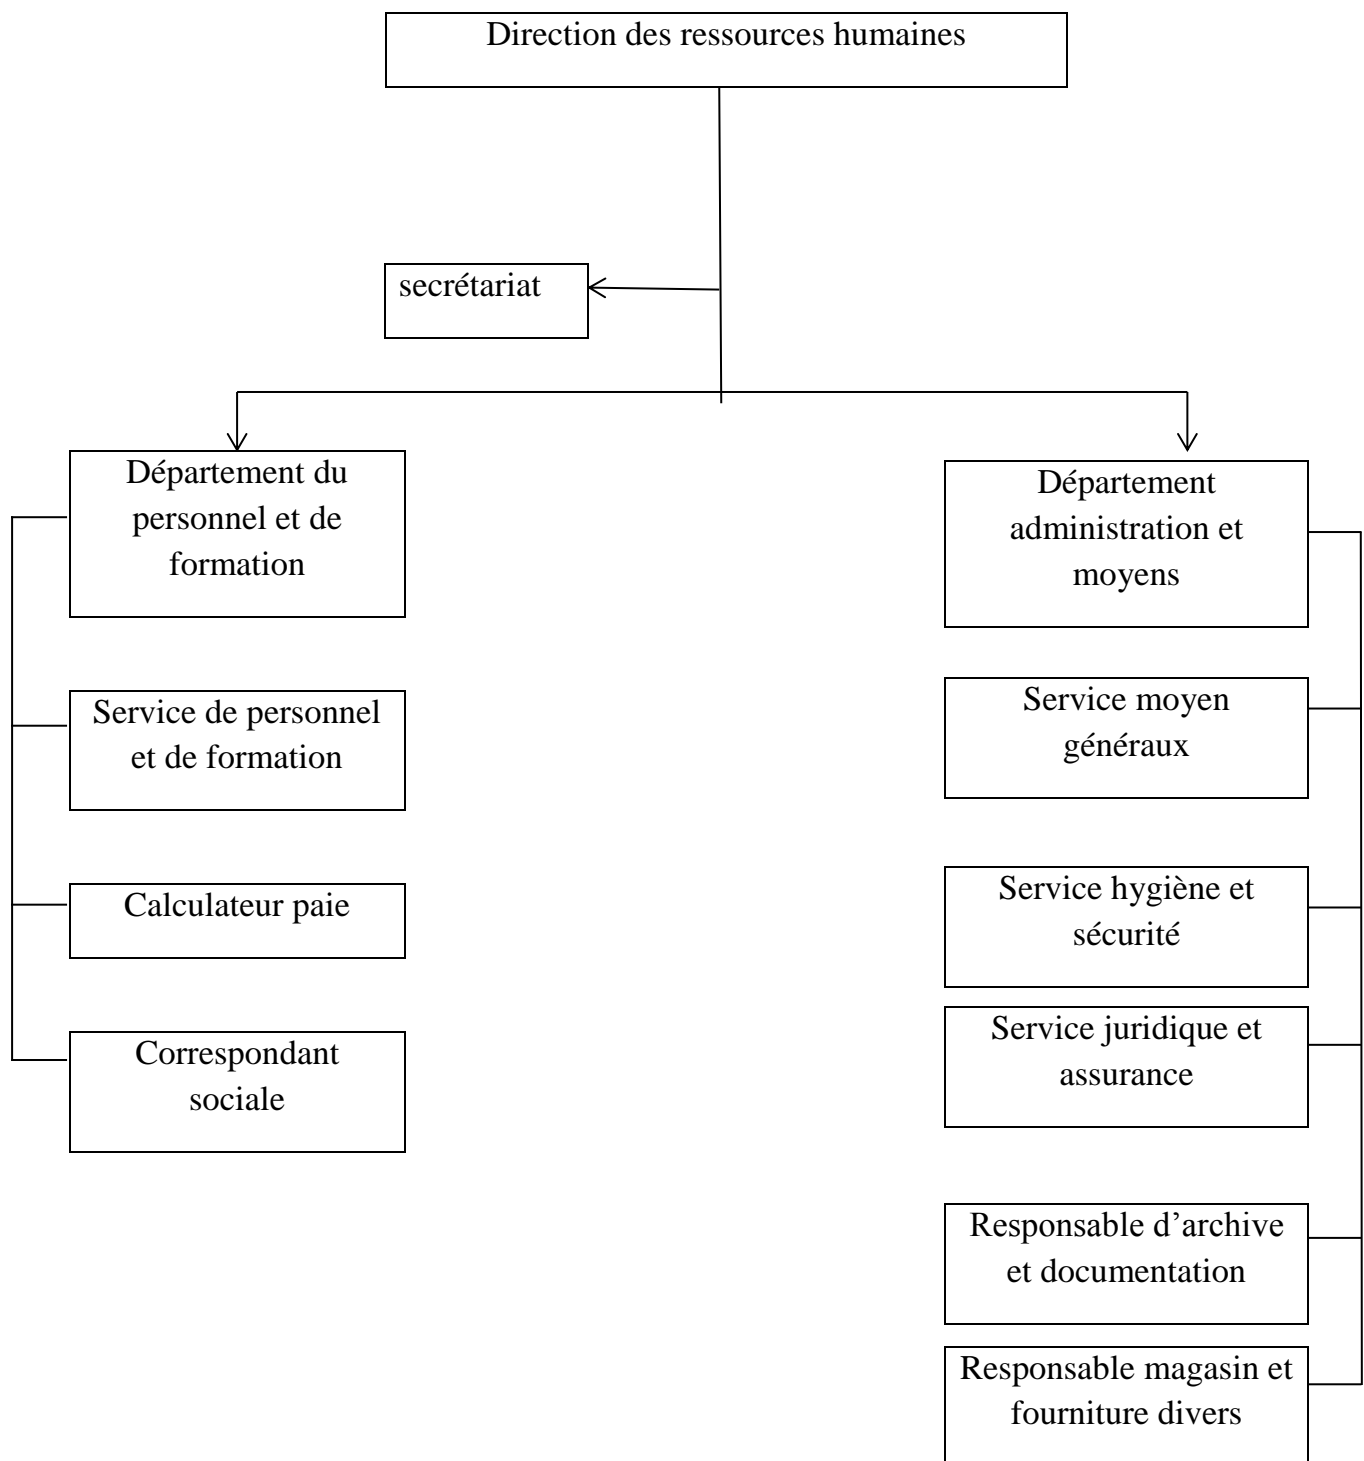 Direction des ressources humaines
secrétariat
Département du
personnel et de
formation
Service de personnel
et de formation
Calculateur paie
Correspondant
sociale
Département
administration et
moyens
Service moyen
généraux
Service hygiène et
sécurité
Service juridique et
assurance
Responsable d’archive
et documentation
Responsable magasin et
fourniture divers